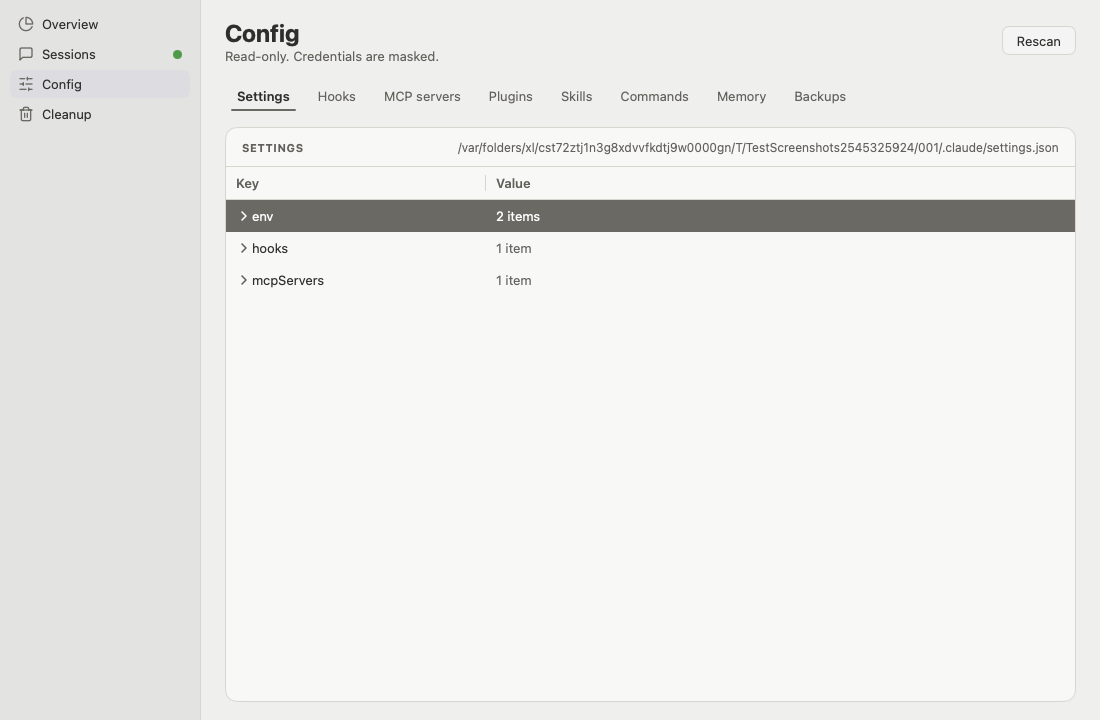 Overview
Sessions
Config
Cleanup
Config
Read-only. Credentials are masked.
Rescan
Settings Hooks MCP servers Plugins Skills Commands Memory Backups
SETTINGS /var/folders/xl/cst72ztj1n3g8xdvvfkdtj9w0000gn/T/TestScreenshots2545325924/001/.claude/settings.json
Key Value
env 2 items
hooks 1 item
mcpServers 1 item